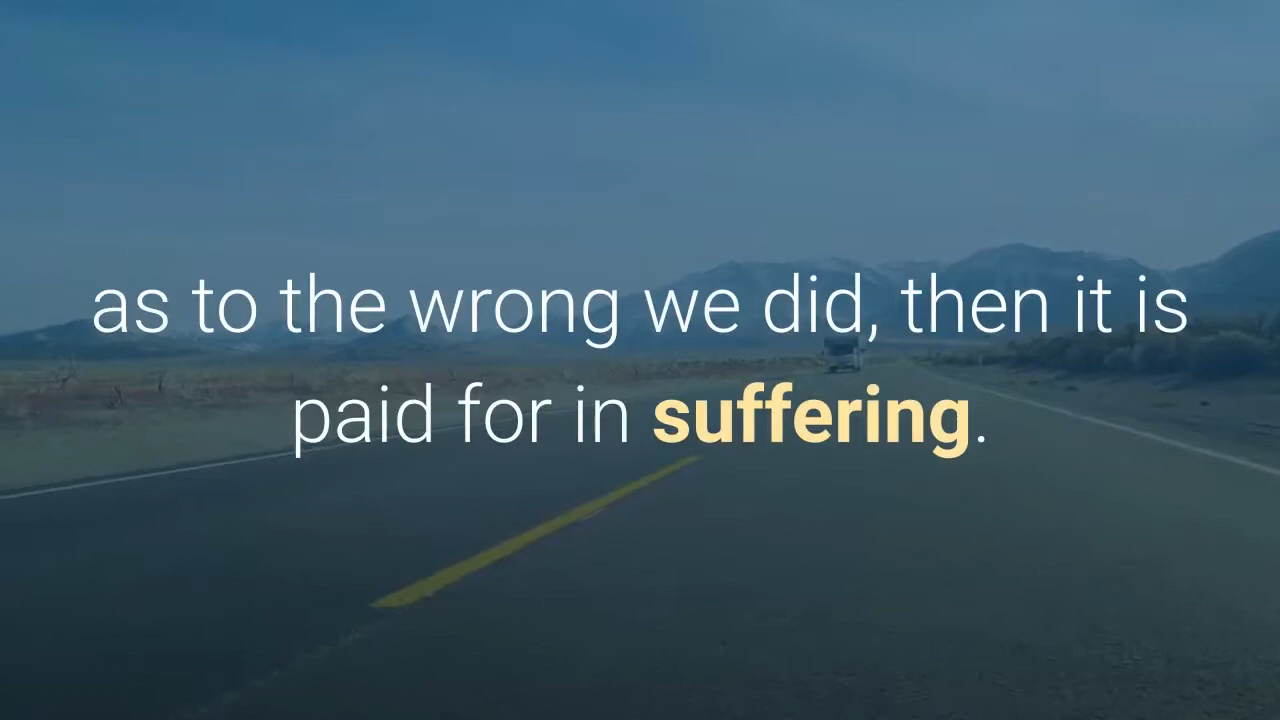 as to the wrong we did, then it is
paid for in suffering.